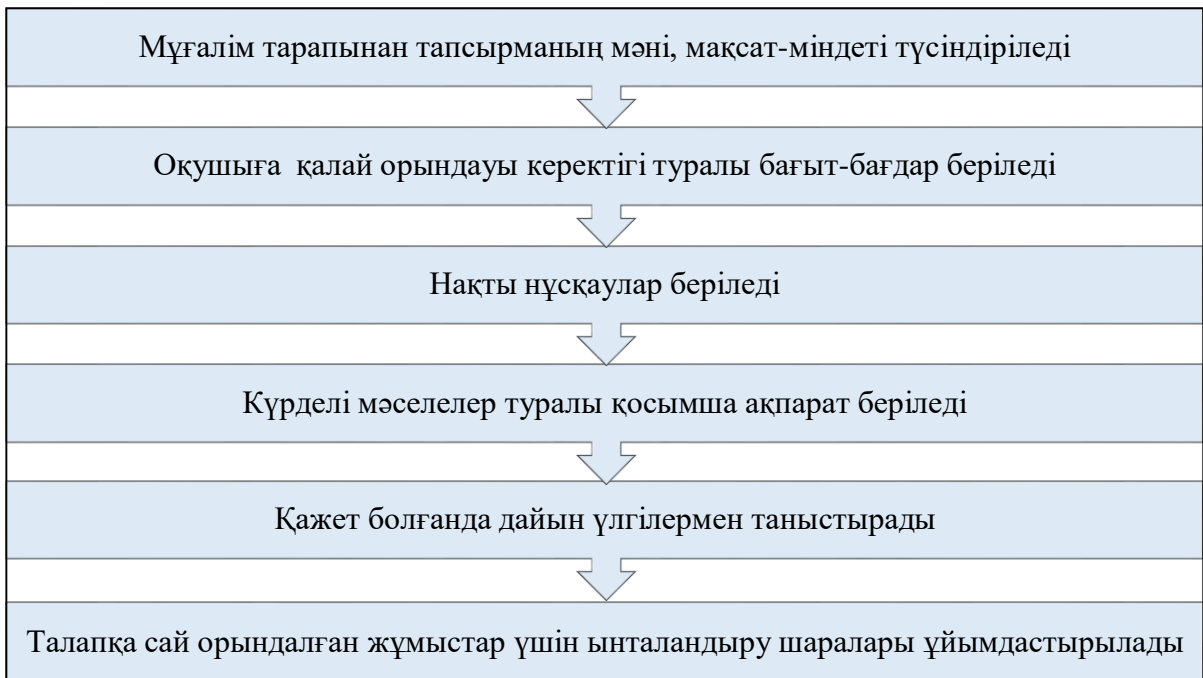 Мұғалім тарапынан тапсырманың мәні, мақсат-міндеті түсіндіріледі
Оқушыға қалай орындауы керектігі туралы бағыт-бағдар беріледі
Нақты нұсқаулар беріледі
Күрделі мәселелер туралы қосымша ақпарат беріледі
Қажет болғанда дайын үлгілермен таныстырады
Талапқа сай орындалған жұмыстар үшін ынталандыру шаралары ұйымдастырылады